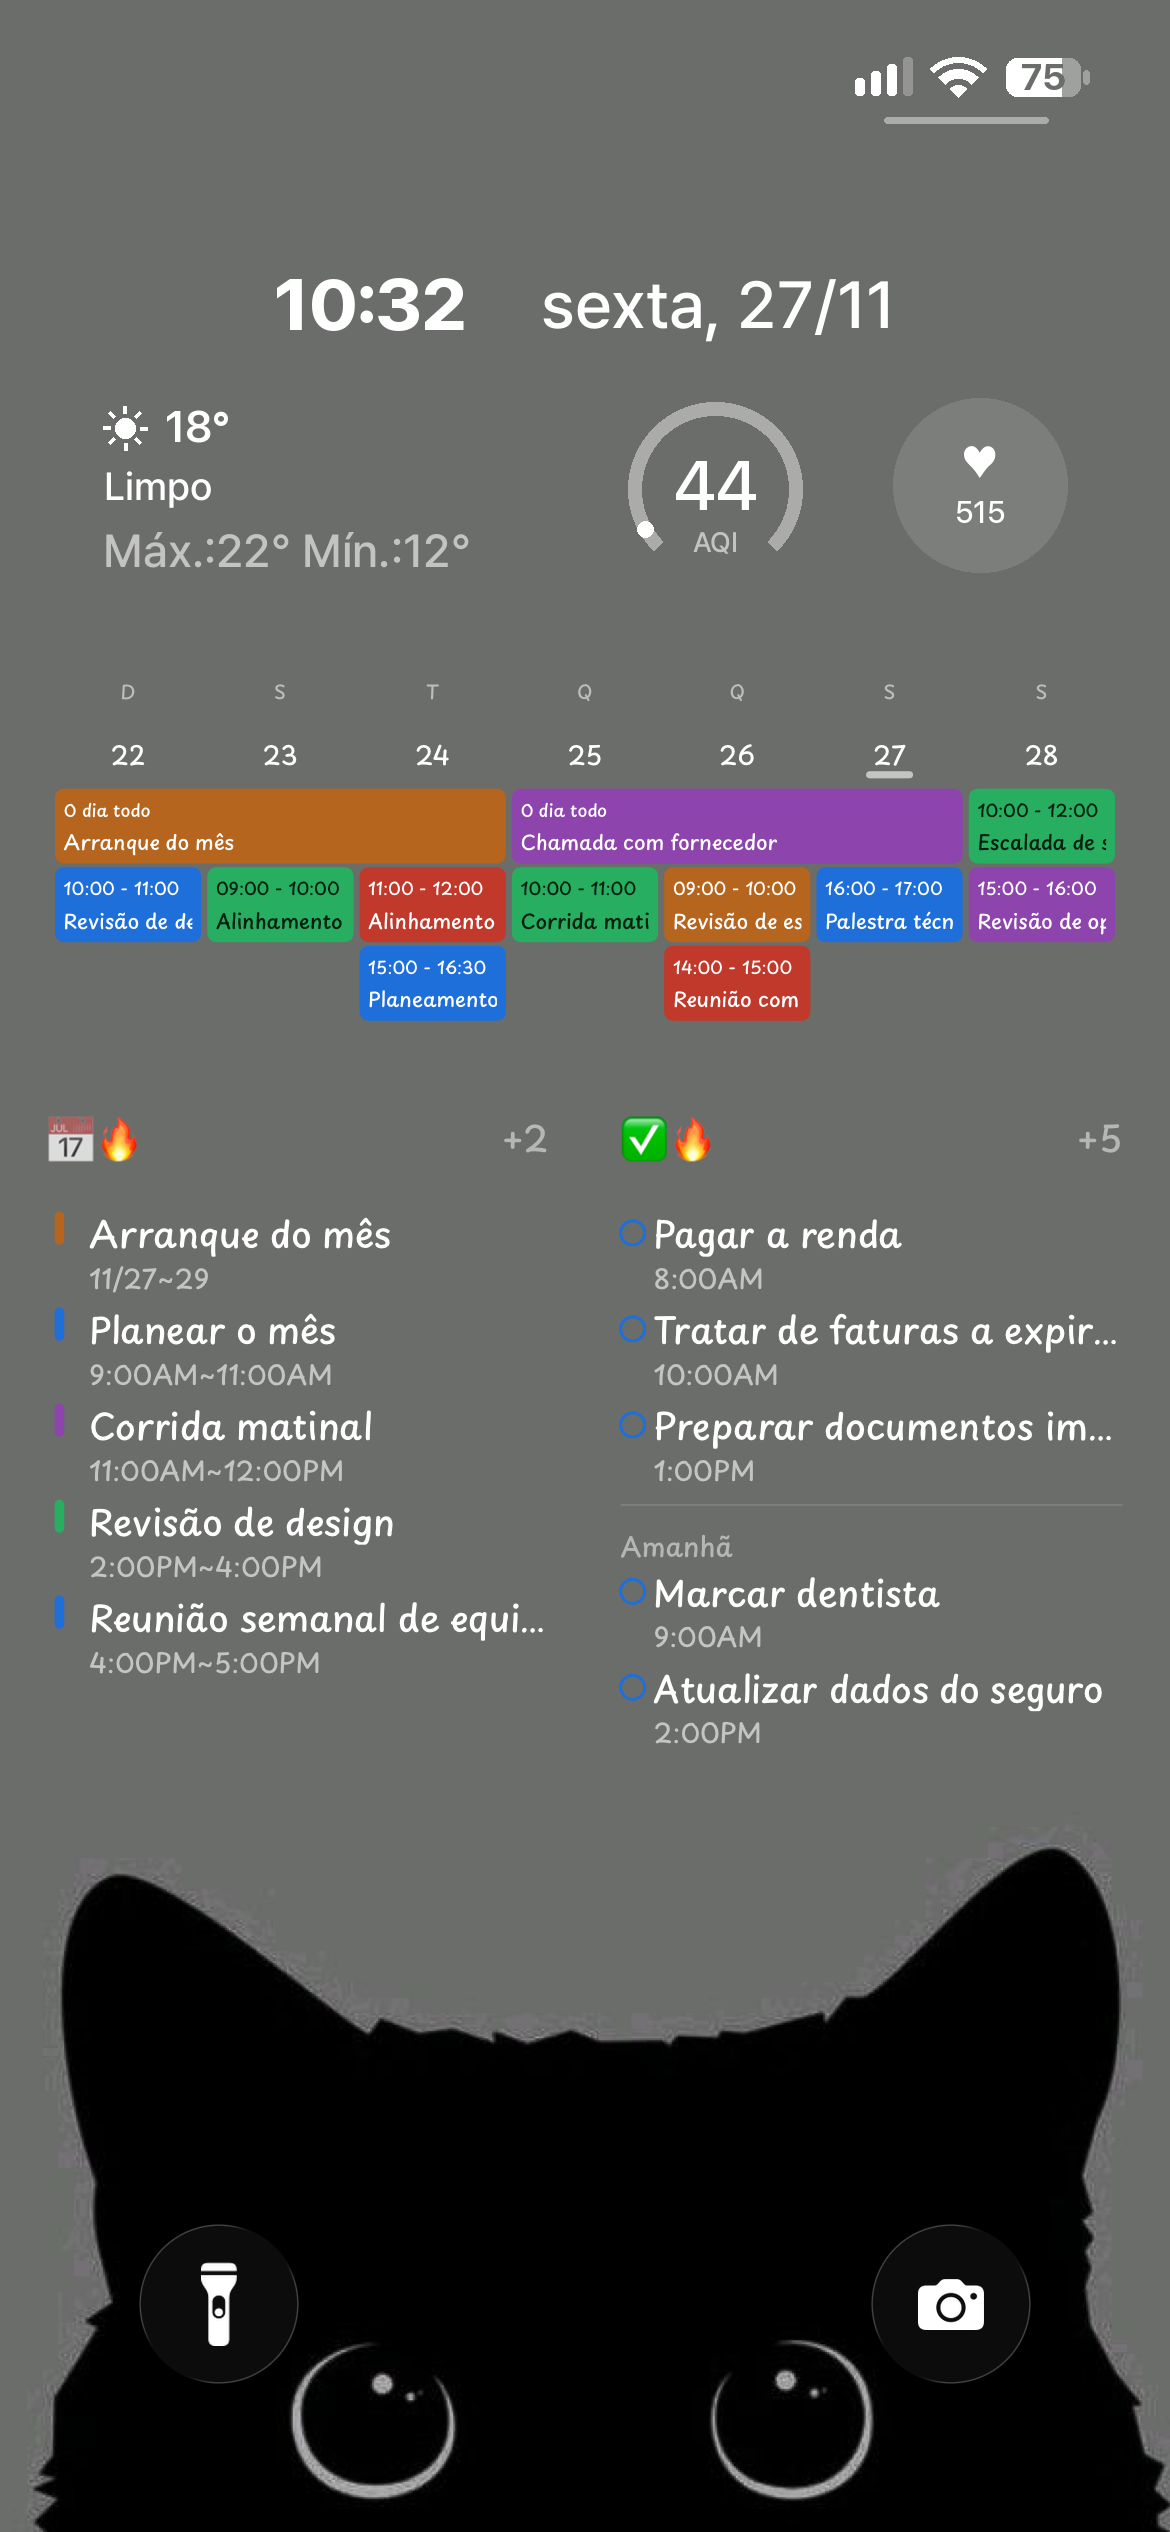 75
10:32 sexta, 27/11
18°
Limpo
Máx.:22° Mín.:12°
44
AQI
515
D S T Q Q S S
22 23 24 25 26 27 28
O dia todo
Arranque do mês
O dia todo
Chamada com fornecedor
10:00 - 12:00
Escalada de s
10:00 - 11:00
Revisão de de
09:00 - 10:00
Alinhamento
11:00 - 12:00
Alinhamento
10:00 - 11:00
Corrida mati
09:00 - 10:00
Revisão de es
16:00 - 17:00
Palestra técn
15:00 - 16:00
Revisão de op
15:00 - 16:30
Planeamento
14:00 - 15:00
Reunião com
JUL
17
+2
Arranque do mês
11/27~29
Planear o mês
9:00AM~11:00AM
Corrida matinal
11:00AM~12:00PM
Revisão de design
2:00PM~4:00PM
Reunião semanal de equi...
4:00PM~5:00PM
+5
Pagar a renda
8:00AM
Tratar de faturas a expir...
10:00AM
Preparar documentos im...
1:00PM
Amanhã
Marcar dentista
9:00AM
Atualizar dados do seguro
2:00PM